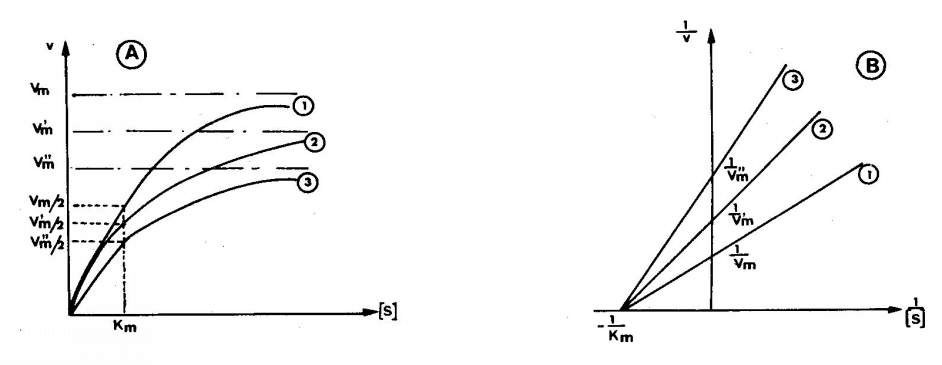 A
v
Vm
V'm
V"m
Vm/2
V'm/2
V"m/2
Km
[S]
1
2
3
B
1/v
3
2
1
1/V"m
1/V'm
1/Vm
-1/Km
1/[S]